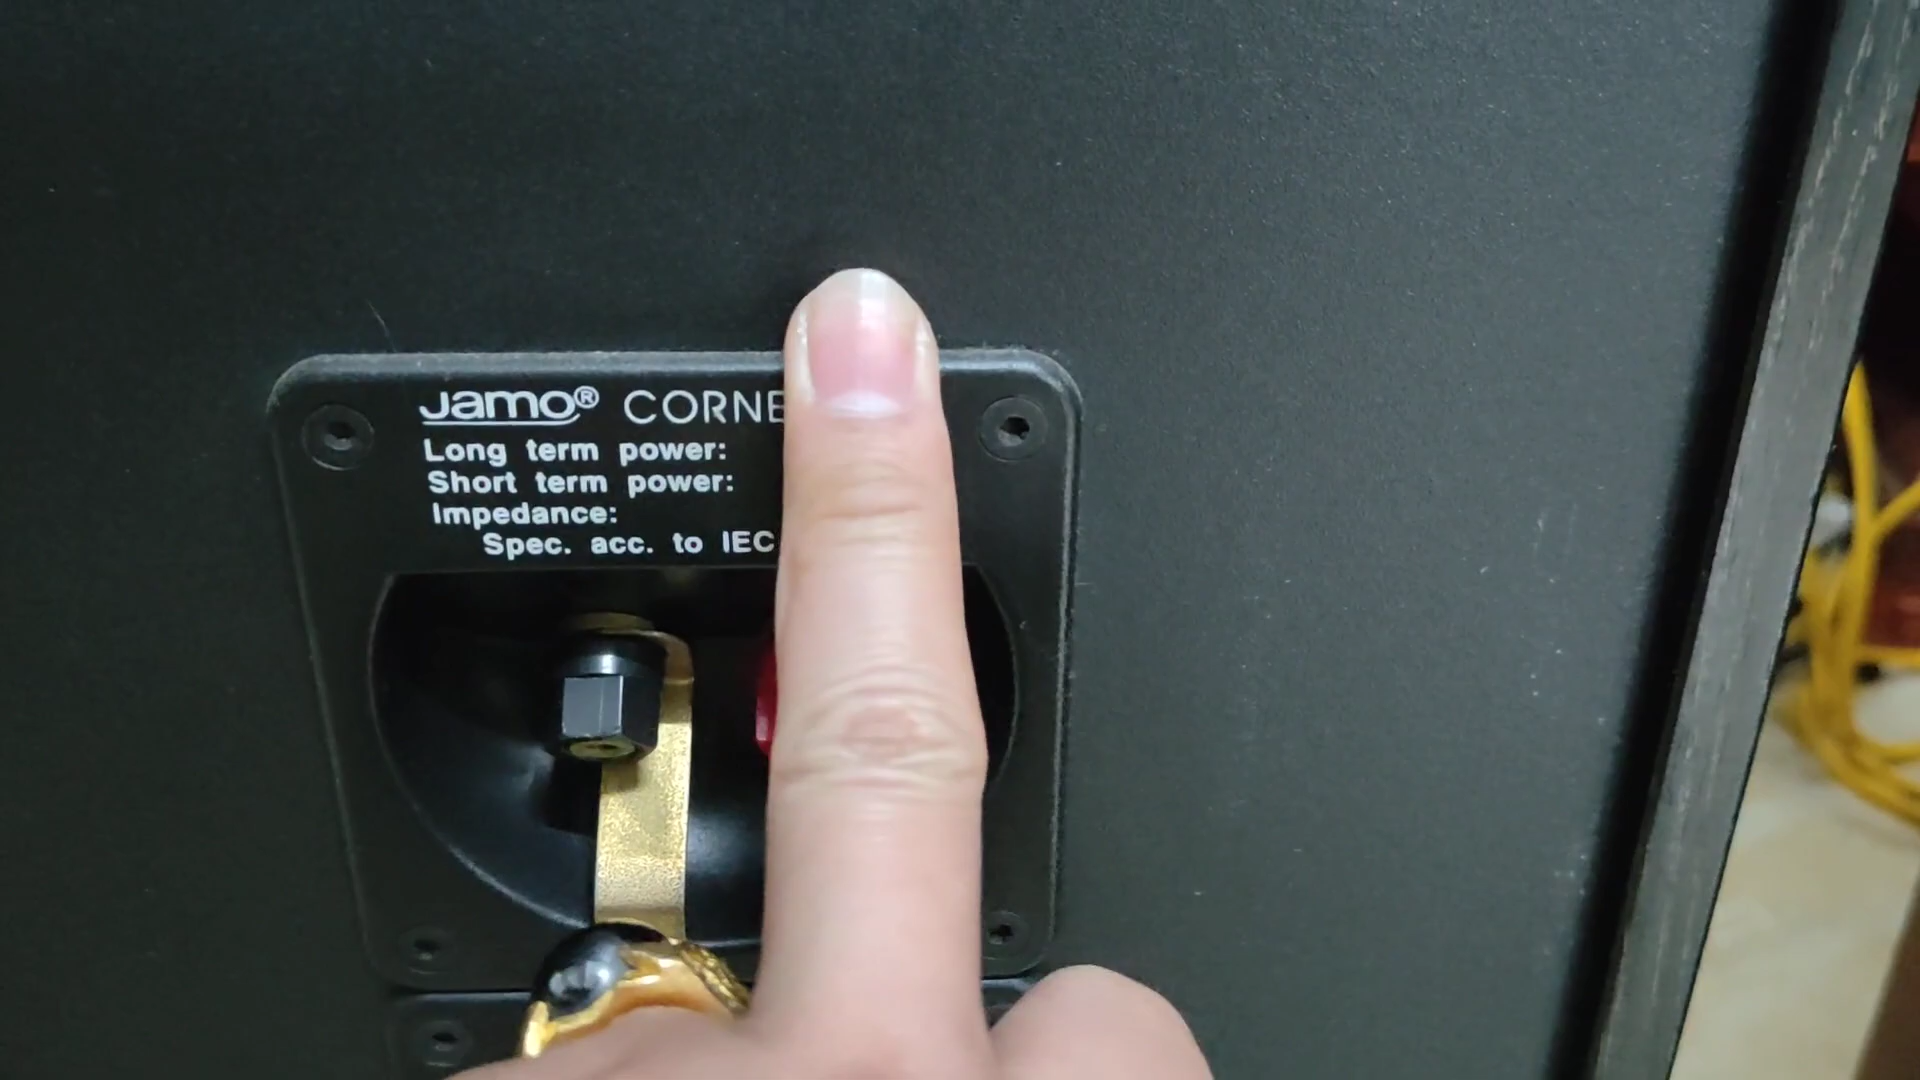 Jamo® CORNE
Long term power:
Short term power:
Impedance:
Spec. acc. to IEC